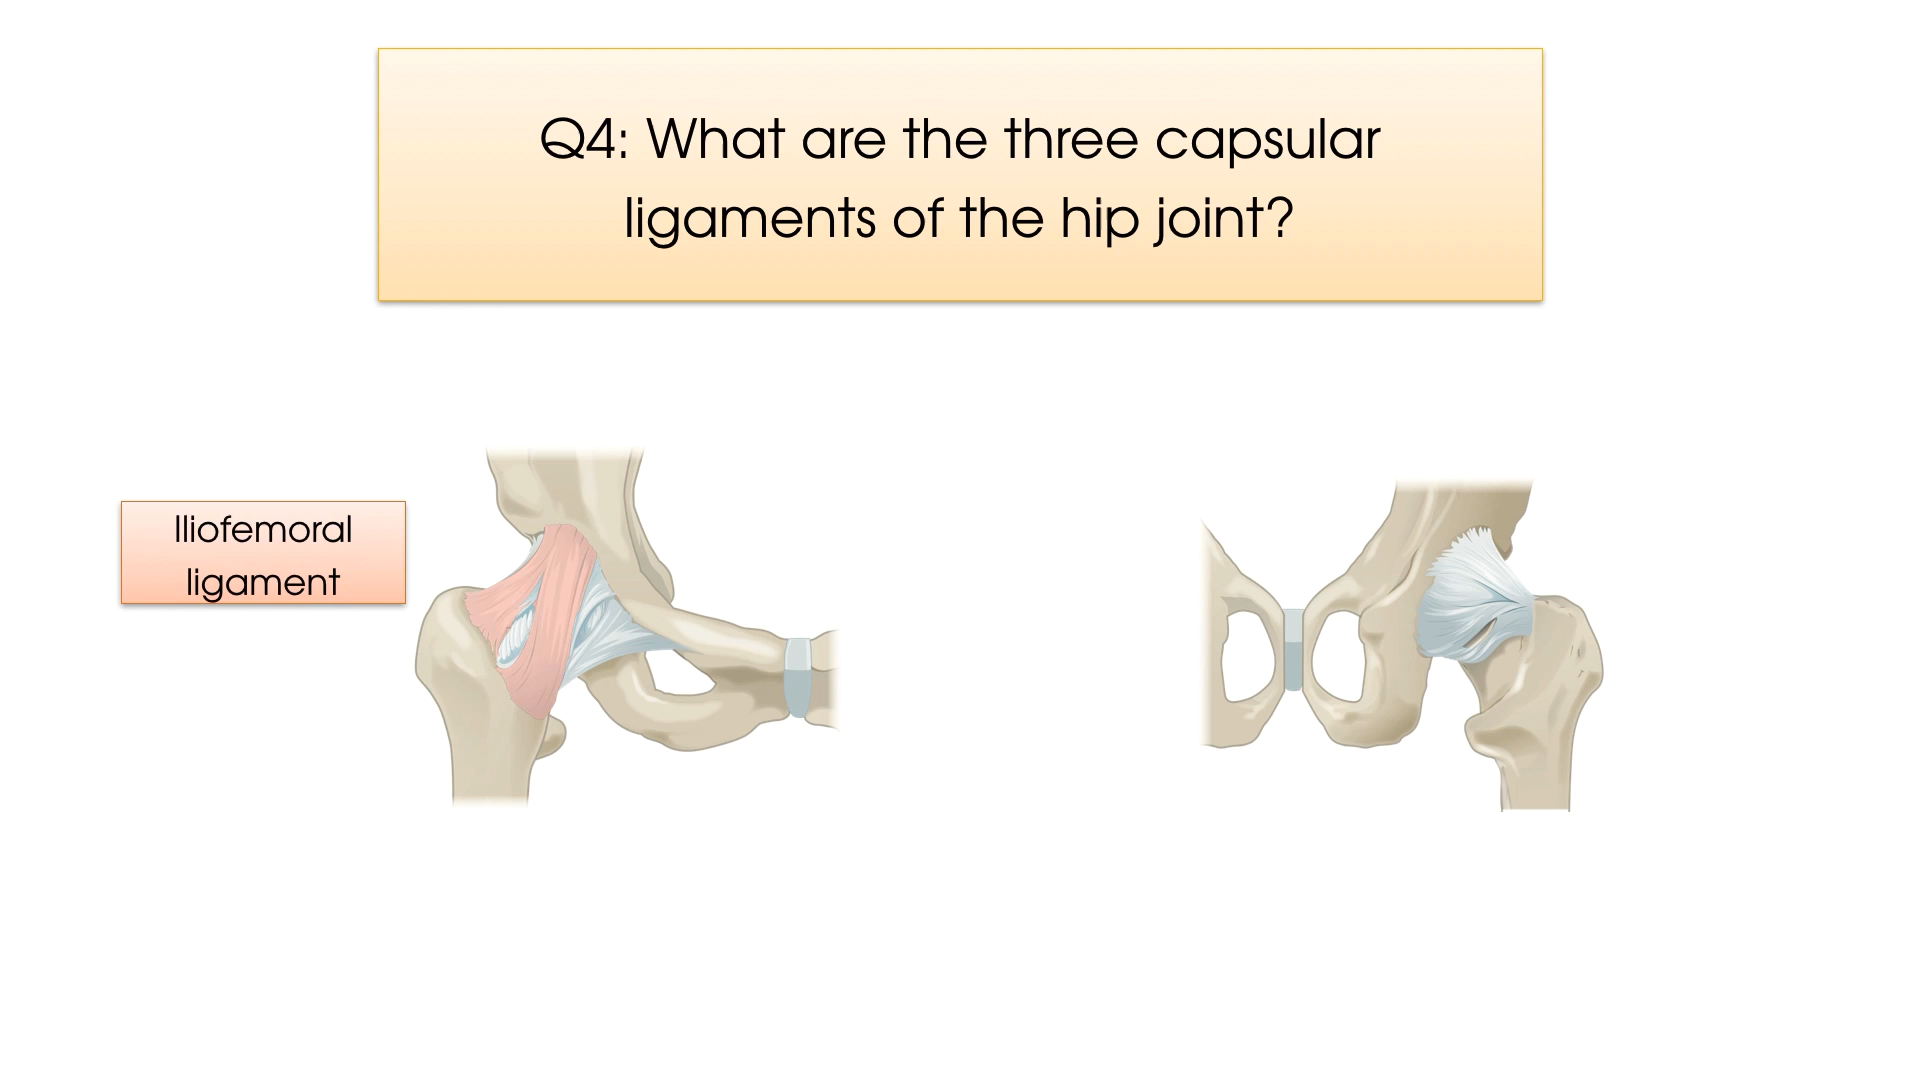 Q4: What are the three capsular
ligaments of the hip joint?
Iliofemoral
ligament